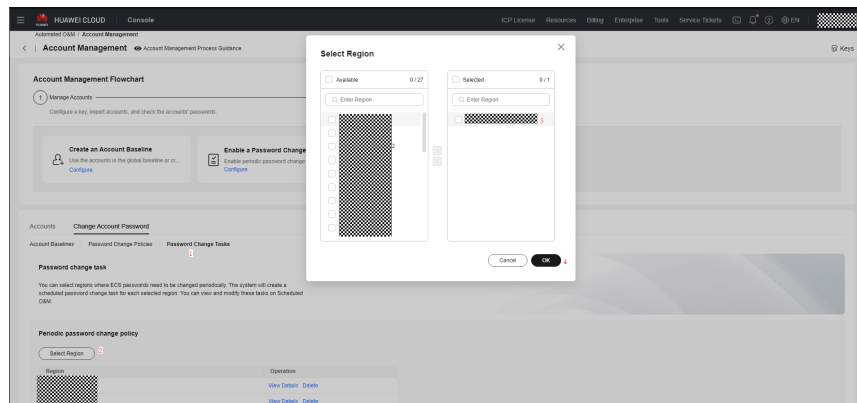 HUAWEI CLOUD Console
ICP License Resources Billing Enterprise Tools Service Tickets EN
Automated O&M / Account Management
Account Management Account Management Process Guidance
Keys
Account Management Flowchart
1 Manage Accounts
Configure a key, import accounts, and check the accounts' passwords.
Create an Account Baseline
Use the accounts in the global baseline or cr...
Configure
Enable a Password Change
Enable periodic password change
Configure
Select Region
Available 0 / 27
Enter Region
2
Selected 0 / 1
Enter Region
3
Cancel OK 4
Accounts Change Account Password
Account Baselines Password Change Policies Password Change Tasks
1
Password change task
You can select regions where ECS passwords need to be changed periodically. The system will create a
scheduled password change task for each selected region. You can view and modify these tasks on Scheduled
O&M.
Periodic password change policy
Select Region 2
Region Operation
View Details Delete
View Details Delete